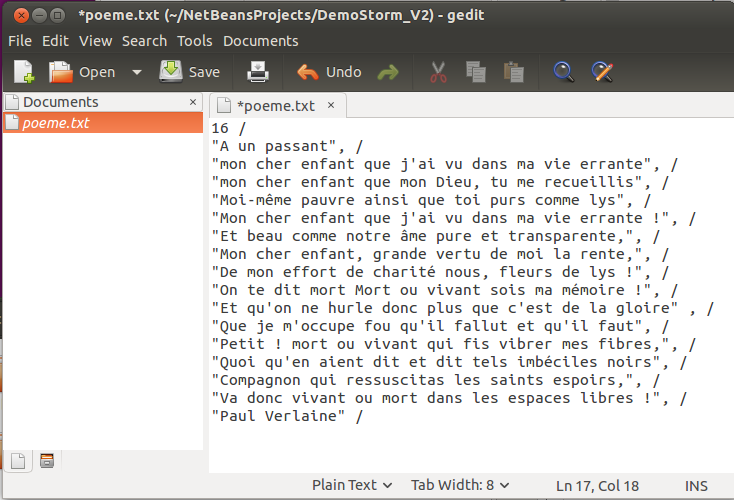 *poeme.txt (~/NetBeansProjects/DemoStorm_V2) - gedit
File Edit View Search Tools Documents
Open Save Undo
Documents ×
*poeme.txt ×
poeme.txt
16 /
"A un passant", /
"mon cher enfant que j'ai vu dans ma vie errante", /
"mon cher enfant que mon Dieu, tu me recueillis", /
"Moi-même pauvre ainsi que toi purs comme lys", /
"Mon cher enfant que j'ai vu dans ma vie errante !", /
"Et beau comme notre âme pure et transparente,", /
"Mon cher enfant, grande vertu de moi la rente,", /
"De mon effort de charité nous, fleurs de lys !", /
"On te dit mort Mort ou vivant sois ma mémoire !", /
"Et qu'on ne hurle donc plus que c'est de la gloire" , /
"Que je m'occupe fou qu'il fallut et qu'il faut", /
"Petit ! mort ou vivant qui fis vibrer mes fibres,", /
"Quoi qu'en aient dit et dit tels imbéciles noirs", /
"Compagnon qui ressuscitas les saints espoirs,", /
"Va donc vivant ou mort dans les espaces libres !", /
"Paul Verlaine" /
Plain Text Tab Width: 8 Ln 17, Col 18 INS